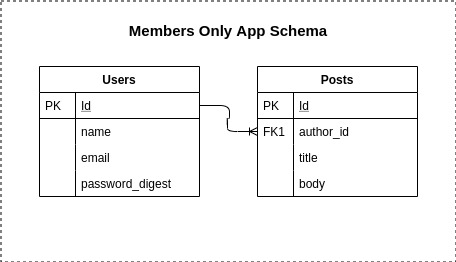 Members Only App Schema
Users
PK Id
name
email
password_digest
Posts
PK Id
FK1 author_id
title
body